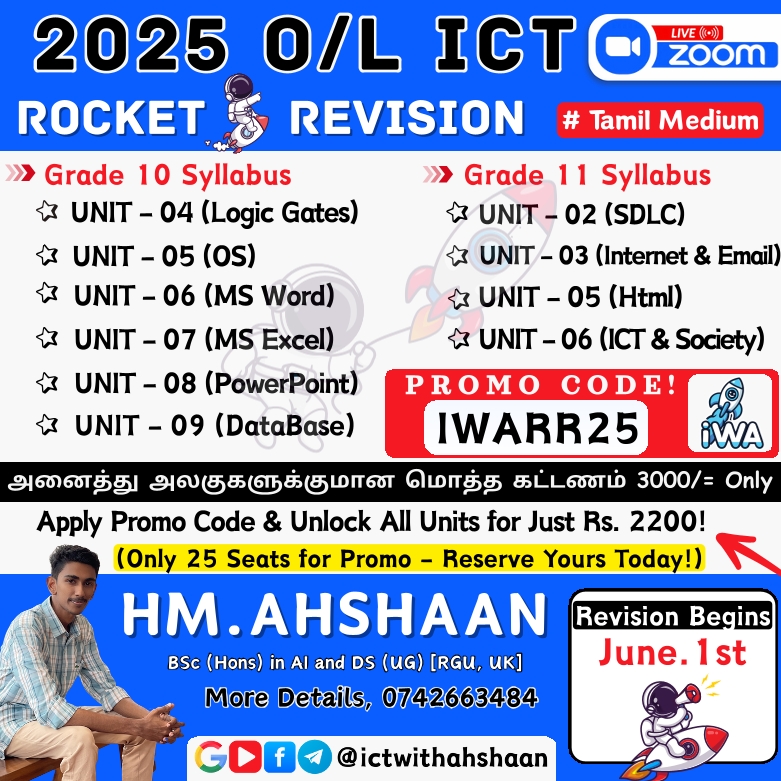 2025 O/L ICT
LIVE
zoom
ROCKET REVISION
# Tamil Medium
Grade 10 Syllabus
UNIT - 04 (Logic Gates)
UNIT - 05 (OS)
UNIT - 06 (MS Word)
UNIT - 07 (MS Excel)
UNIT - 08 (PowerPoint)
UNIT - 09 (DataBase)
Grade 11 Syllabus
UNIT - 02 (SDLC)
UNIT - 03 (Internet & Email)
UNIT - 05 (Html)
UNIT - 06 (ICT & Society)
PROMO CODE!
IWARR25
iWA
அனைத்து அலகுகளுக்குமான மொத்த கட்டணம் 3000/= Only
Apply Promo Code & Unlock All Units for Just Rs. 2200!
(Only 25 Seats for Promo - Reserve Yours Today!)
HM.AHSHAAN
BSc (Hons) in AI and DS (UG) [RGU, UK]
More Details, 0742663484
@ictwithahshaan
Revision Begins
June.1st